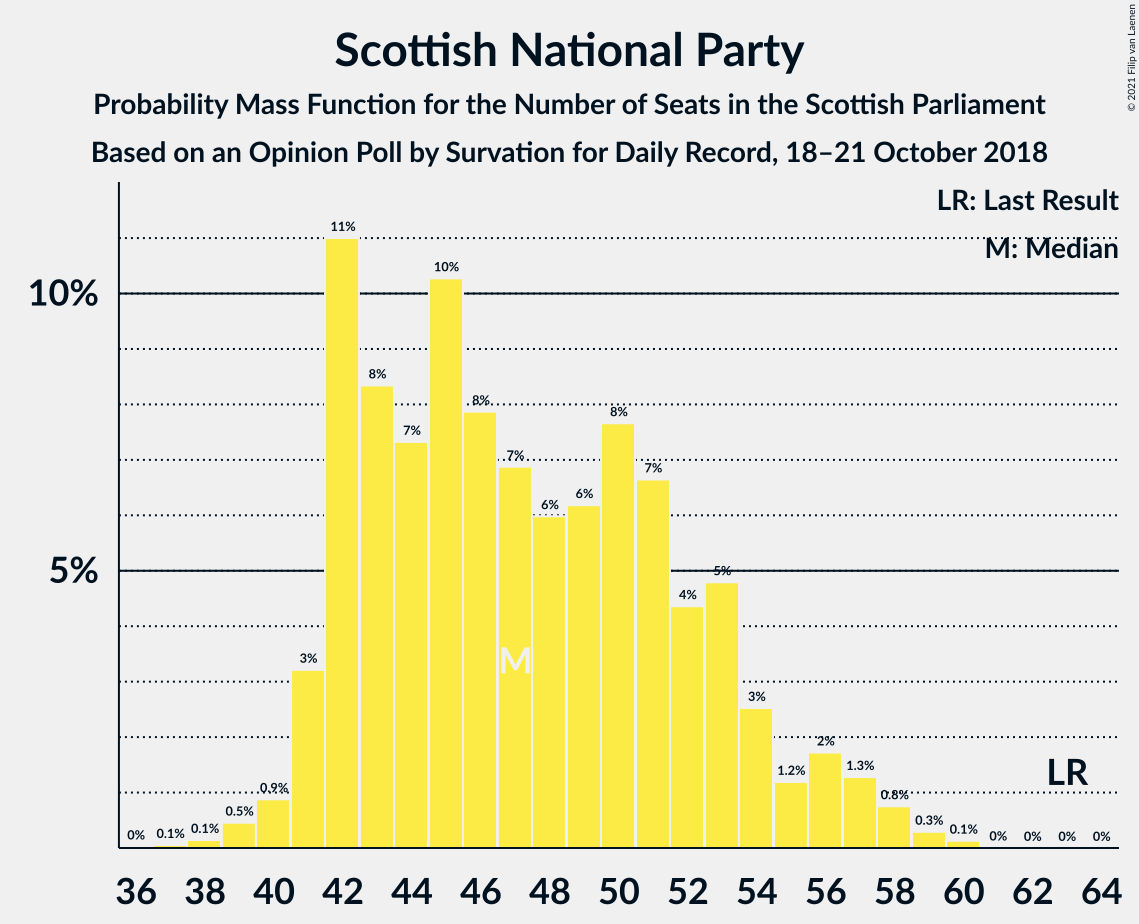 © 2021 Filip van Laenen
Scottish National Party
Probability Mass Function for the Number of Seats in the Scottish Parliament
Based on an Opinion Poll by Survation for Daily Record, 18–21 October 2018
LR: Last Result
M: Median
10%
5%
0% 0.1% 0.1% 0.5% 0.9% 3% 11% 8% 7% 10% 8% 7% 6% 6% 8% 7% 4% 5% 3% 1.2% 2% 1.3% 0.8% 0.3% 0.1% 0% 0% 0% 0%
M
LR
36 38 40 42 44 46 48 50 52 54 56 58 60 62 64